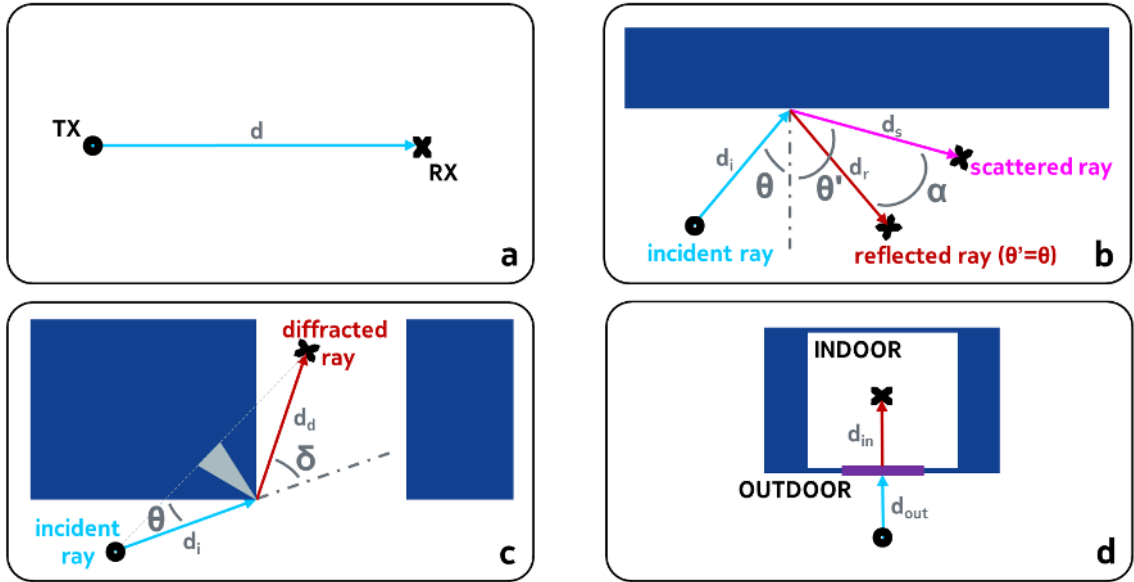 TX
d
RX
a
d_i
θ
θ'
d_r
d_s
α
scattered ray
incident ray
reflected ray (θ'=θ)
b
diffracted
ray
d_d
δ
θ
incident
ray
d_i
c
INDOOR
d_in
OUTDOOR
d_out
d